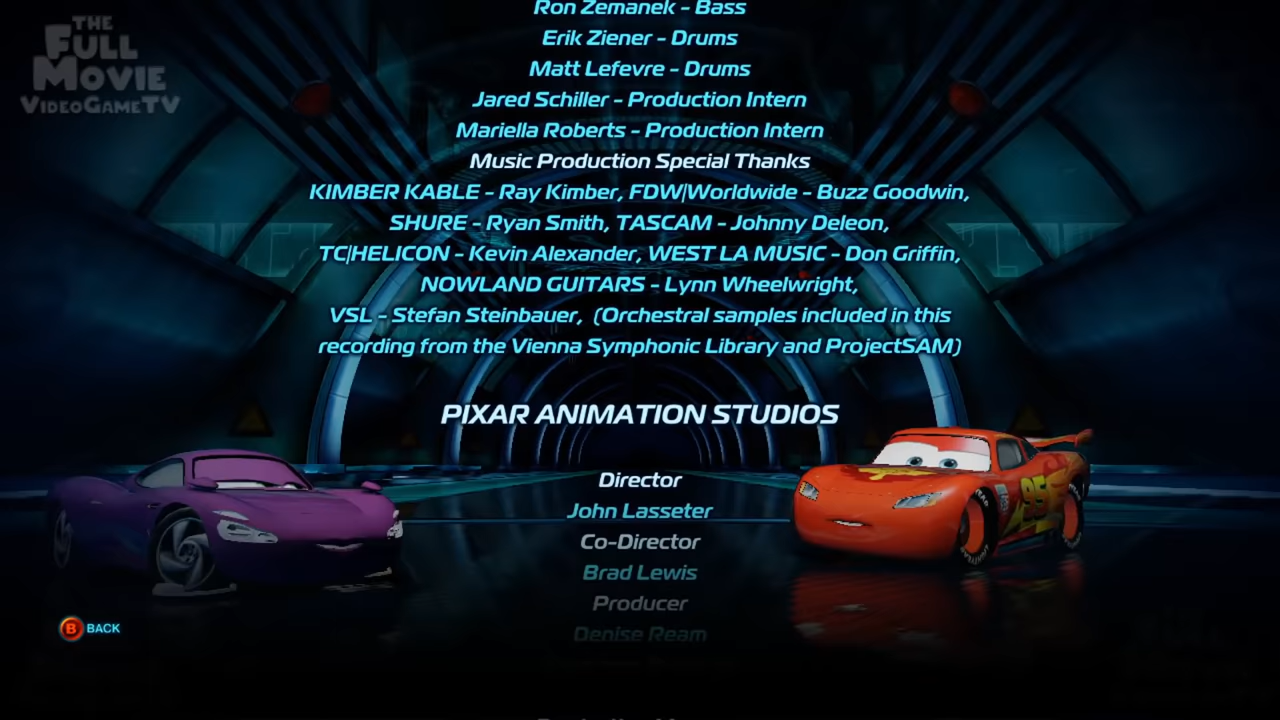 THE
FULL
MOVIE
VIDEOGAMETV
Ron Zemanek - Bass
Erik Ziener - Drums
Matt Lefevre - Drums
Jared Schiller - Production Intern
Mariella Roberts - Production Intern
Music Production Special Thanks
KIMBER KABLE - Ray Kimber, FDW|Worldwide - Buzz Goodwin,
SHURE - Ryan Smith, TASCAM - Johnny Deleon,
TC|HELICON - Kevin Alexander, WEST LA MUSIC - Don Griffin,
NOWLAND GUITARS - Lynn Wheelwright,
VSL - Stefan Steinbauer, (Orchestral samples included in this
recording from the Vienna Symphonic Library and ProjectSAM)
PIXAR ANIMATION STUDIOS
Director
John Lasseter
Co-Director
Brad Lewis
Producer
Denise Ream
95
B BACK